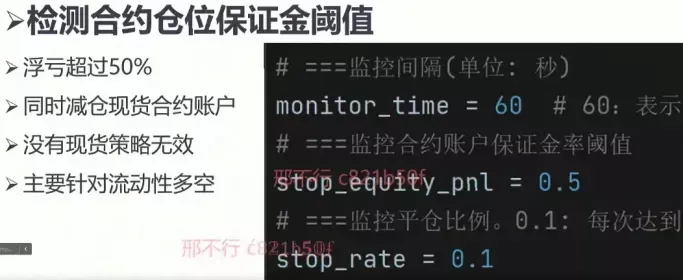 ➤检测合约仓位保证金阈值
➤浮亏超过50%
➤同时减仓现货合约账户
➤没有现货策略无效
➤主要针对流动性多空
# ===监控间隔(单位: 秒)
monitor_time = 60  # 60: 表示
# ===监控合约账户保证金率阈值
邢不行 c821b50f
stop_equity_pnl = 0.5
# ===监控平仓比例。0.1: 每次达到
邢不行 c821b50f
stop_rate = 0.1